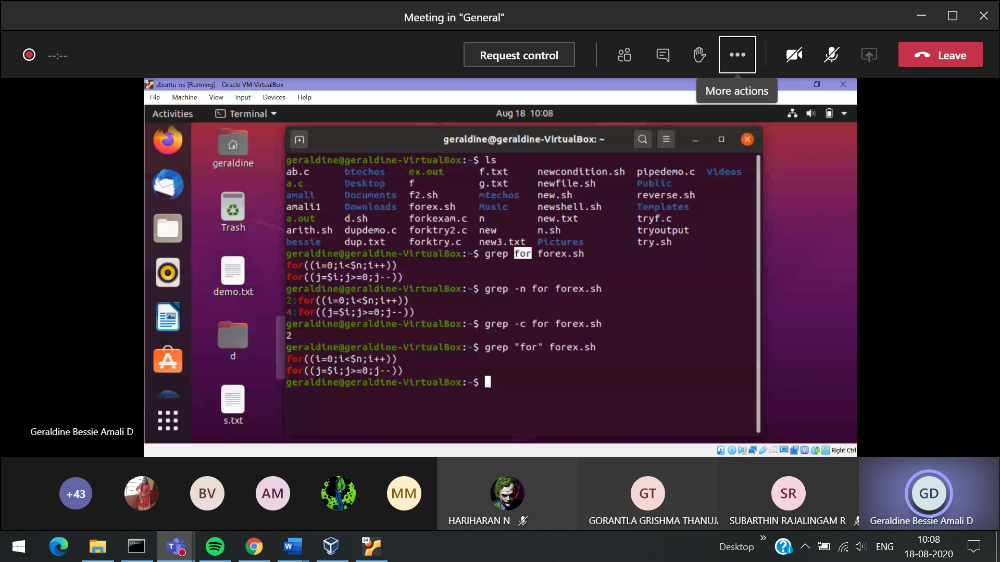 Meeting in "General"
--:--
Request control
Leave
More actions
ubuntu os [Running] - Oracle VM VirtualBox
File Machine View Input Devices Help
Activities Terminal Aug 18 10:08
geraldine@geraldine-VirtualBox: ~
geraldine
Trash
demo.txt
d
s.txt
geraldine@geraldine-VirtualBox:~$ ls
ab.c btechos ex.out f.txt newcondition.sh pipedemo.c Videos
a.c Desktop f g.txt newfile.sh Public
amali Documents f2.sh mtechos new.sh reverse.sh
amali1 Downloads forex.sh Music newshell.sh Templates
a.out d.sh forkexam.c n new.txt tryf.c
arith.sh dupdemo.c forktry2.c new n.sh tryoutput
bessie dup.txt forktry.c new3.txt Pictures try.sh
geraldine@geraldine-VirtualBox:~$ grep for forex.sh
for((i=0;i<$n;i++))
for((j=$i;j>=0;j--))
geraldine@geraldine-VirtualBox:~$ grep -n for forex.sh
2:for((i=0;i<$n;i++))
4:for((j=$i;j>=0;j--))
geraldine@geraldine-VirtualBox:~$ grep -c for forex.sh
2
geraldine@geraldine-VirtualBox:~$ grep "for" forex.sh
for((i=0;i<$n;i++))
for((j=$i;j>=0;j--))
geraldine@geraldine-VirtualBox:~$
Geraldine Bessie Amali D
Right Ctrl
+43 BV AM MM GT SR GD
HARIHARAN N GORANTLA GRISHMA THANUJA SUBARTHIN RAJALINGAM R Geraldine Bessie Amali D
Desktop ENG 10:08
18-08-2020